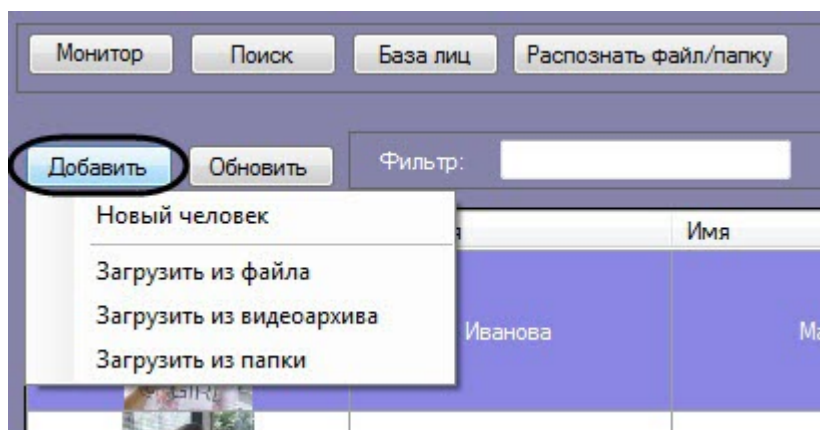 Монитор Поиск База лиц Распознать файл/папку
Добавить Обновить Фильтр:
Новый человек
Имя
Загрузить из файла
Загрузить из видеоархива
Иванова
Загрузить из папки
GIRL